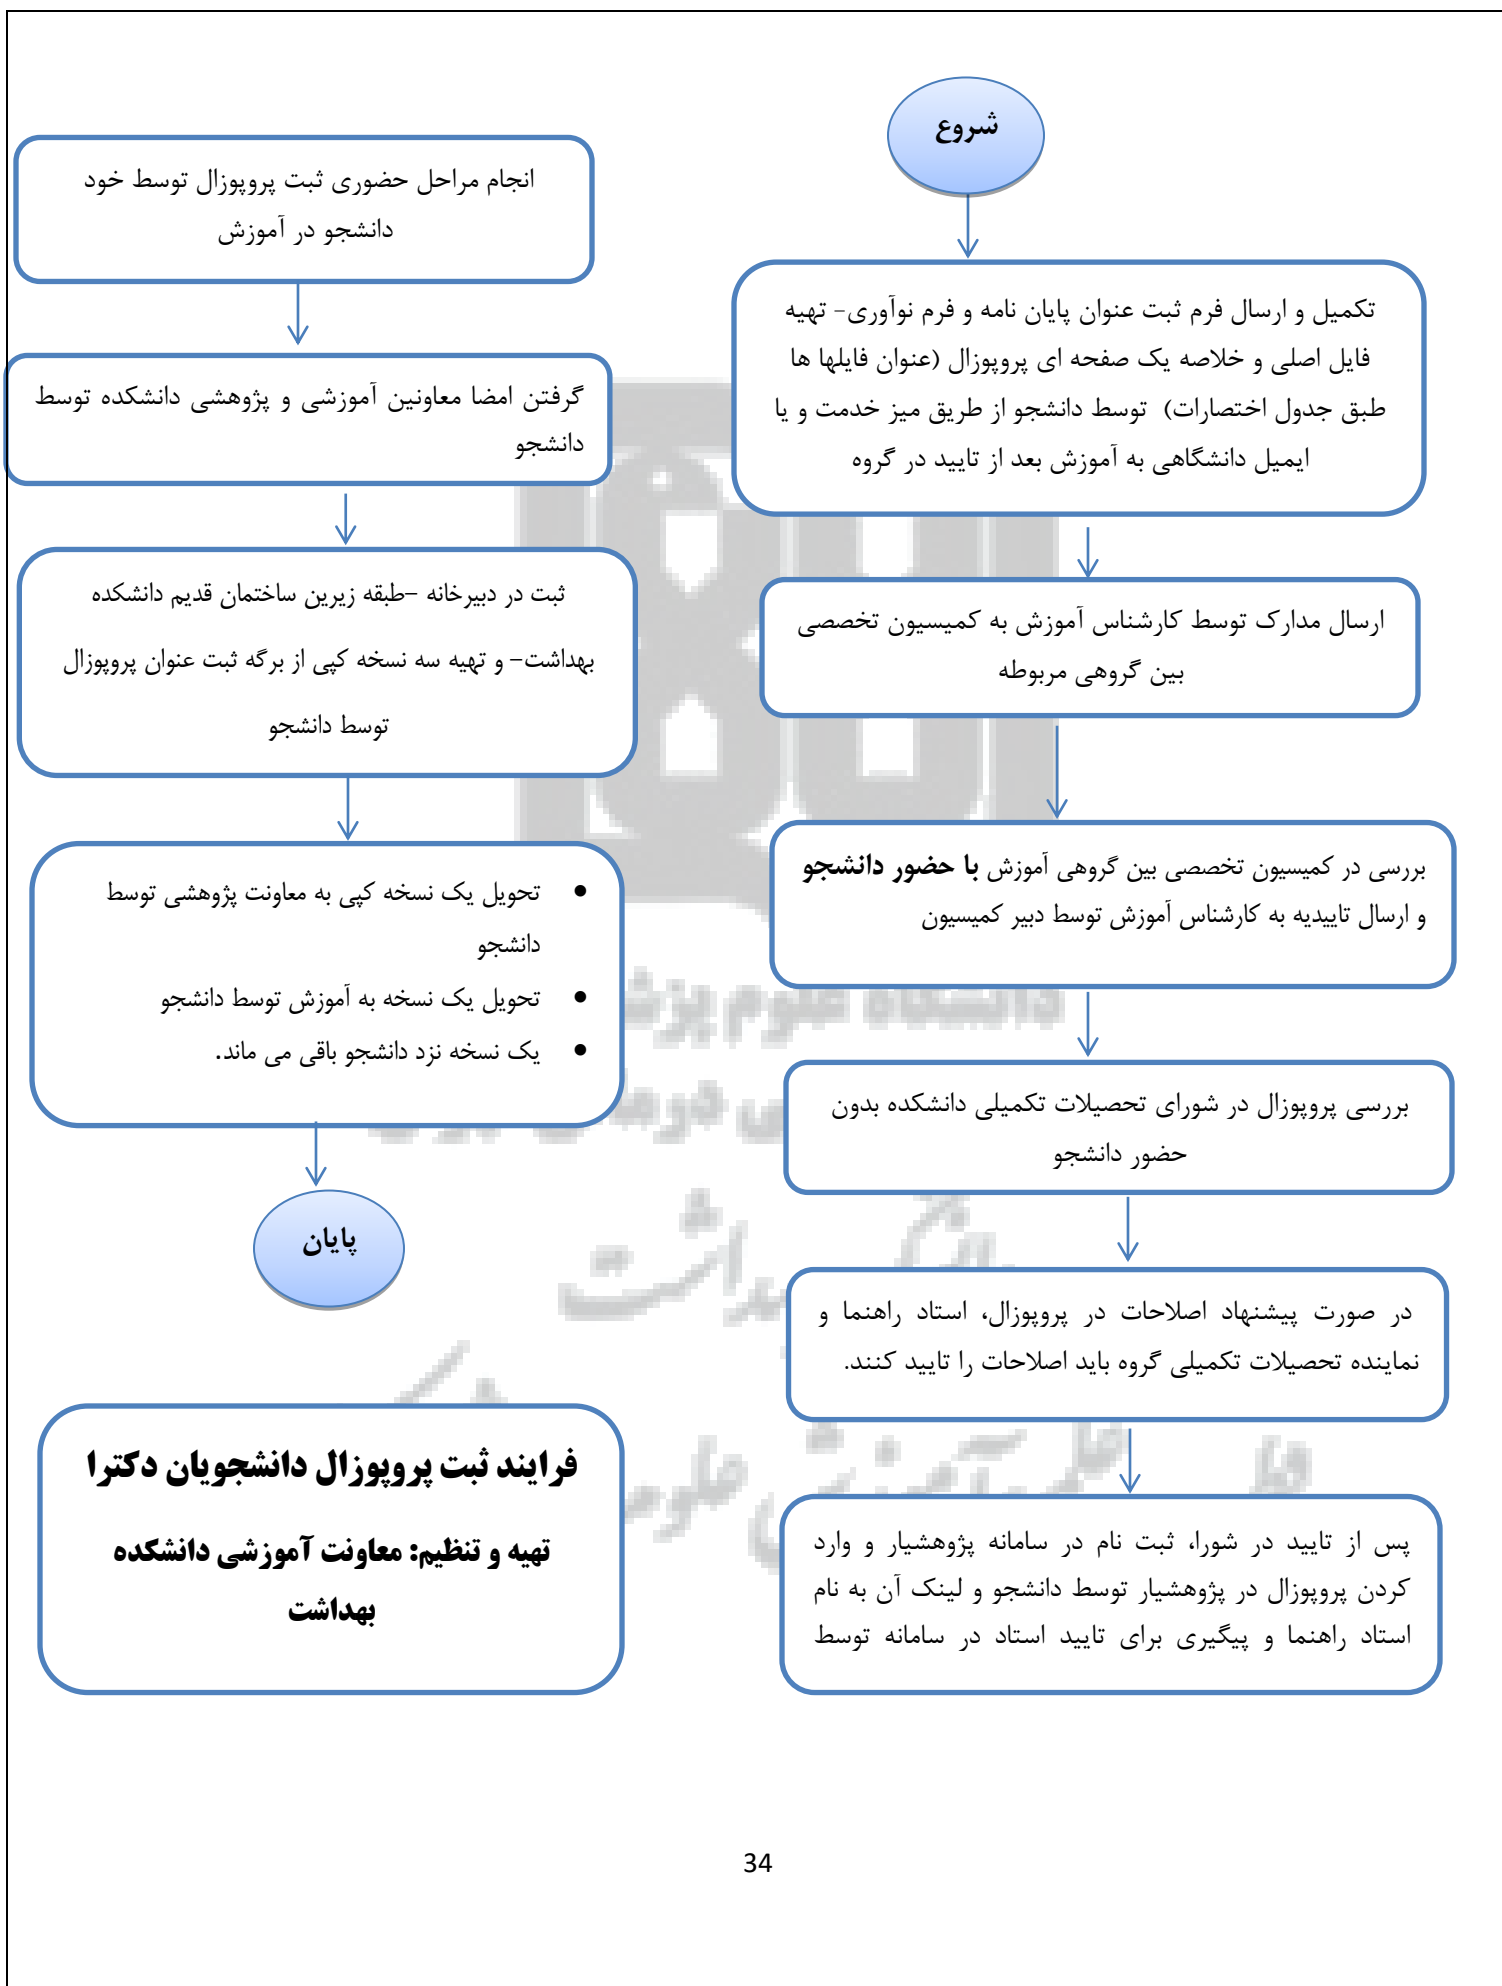 شروع
تکمیل و ارسال فرم ثبت عنوان پایان نامه و فرم نوآوری- تهیه
فایل اصلی و خلاصه یک صفحه ای پروپوزال (عنوان فایلها ها
طبق جدول اختصارات) توسط دانشجو از طریق میز خدمت و یا
ایمیل دانشگاهی به آموزش بعد از تایید در گروه
ارسال مدارک توسط کارشناس آموزش به کمیسیون تخصصی
بین گروهی مربوطه
بررسی در کمیسیون تخصصی بین گروهی آموزش با حضور دانشجو
و ارسال تاییدیه به کارشناس آموزش توسط دبیر کمیسیون
بررسی پروپوزال در شورای تحصیلات تکمیلی دانشکده بدون
حضور دانشجو
در صورت پیشنهاد اصلاحات در پروپوزال، استاد راهنما و
نماینده تحصیلات تکمیلی گروه باید اصلاحات را تایید کنند.
پس از تایید در شورا، ثبت نام در سامانه پژوهشیار و وارد
کردن پروپوزال در پژوهشیار توسط دانشجو و لینک آن به نام
استاد راهنما و پیگیری برای تایید استاد در سامانه توسط
انجام مراحل حضوری ثبت پروپوزال توسط خود
دانشجو در آموزش
گرفتن امضا معاونین آموزشی و پژوهشی دانشکده توسط
دانشجو
ثبت در دبیرخانه -طبقه زیرین ساختمان قدیم دانشکده
بهداشت- و تهیه سه نسخه کپی از برگه ثبت عنوان پروپوزال
توسط دانشجو
• تحویل یک نسخه کپی به معاونت پژوهشی توسط
دانشجو
• تحویل یک نسخه به آموزش توسط دانشجو
• یک نسخه نزد دانشجو باقی می ماند.
پایان
فرایند ثبت پروپوزال دانشجویان دکترا
تهیه و تنظیم: معاونت آموزشی دانشکده
بهداشت
34